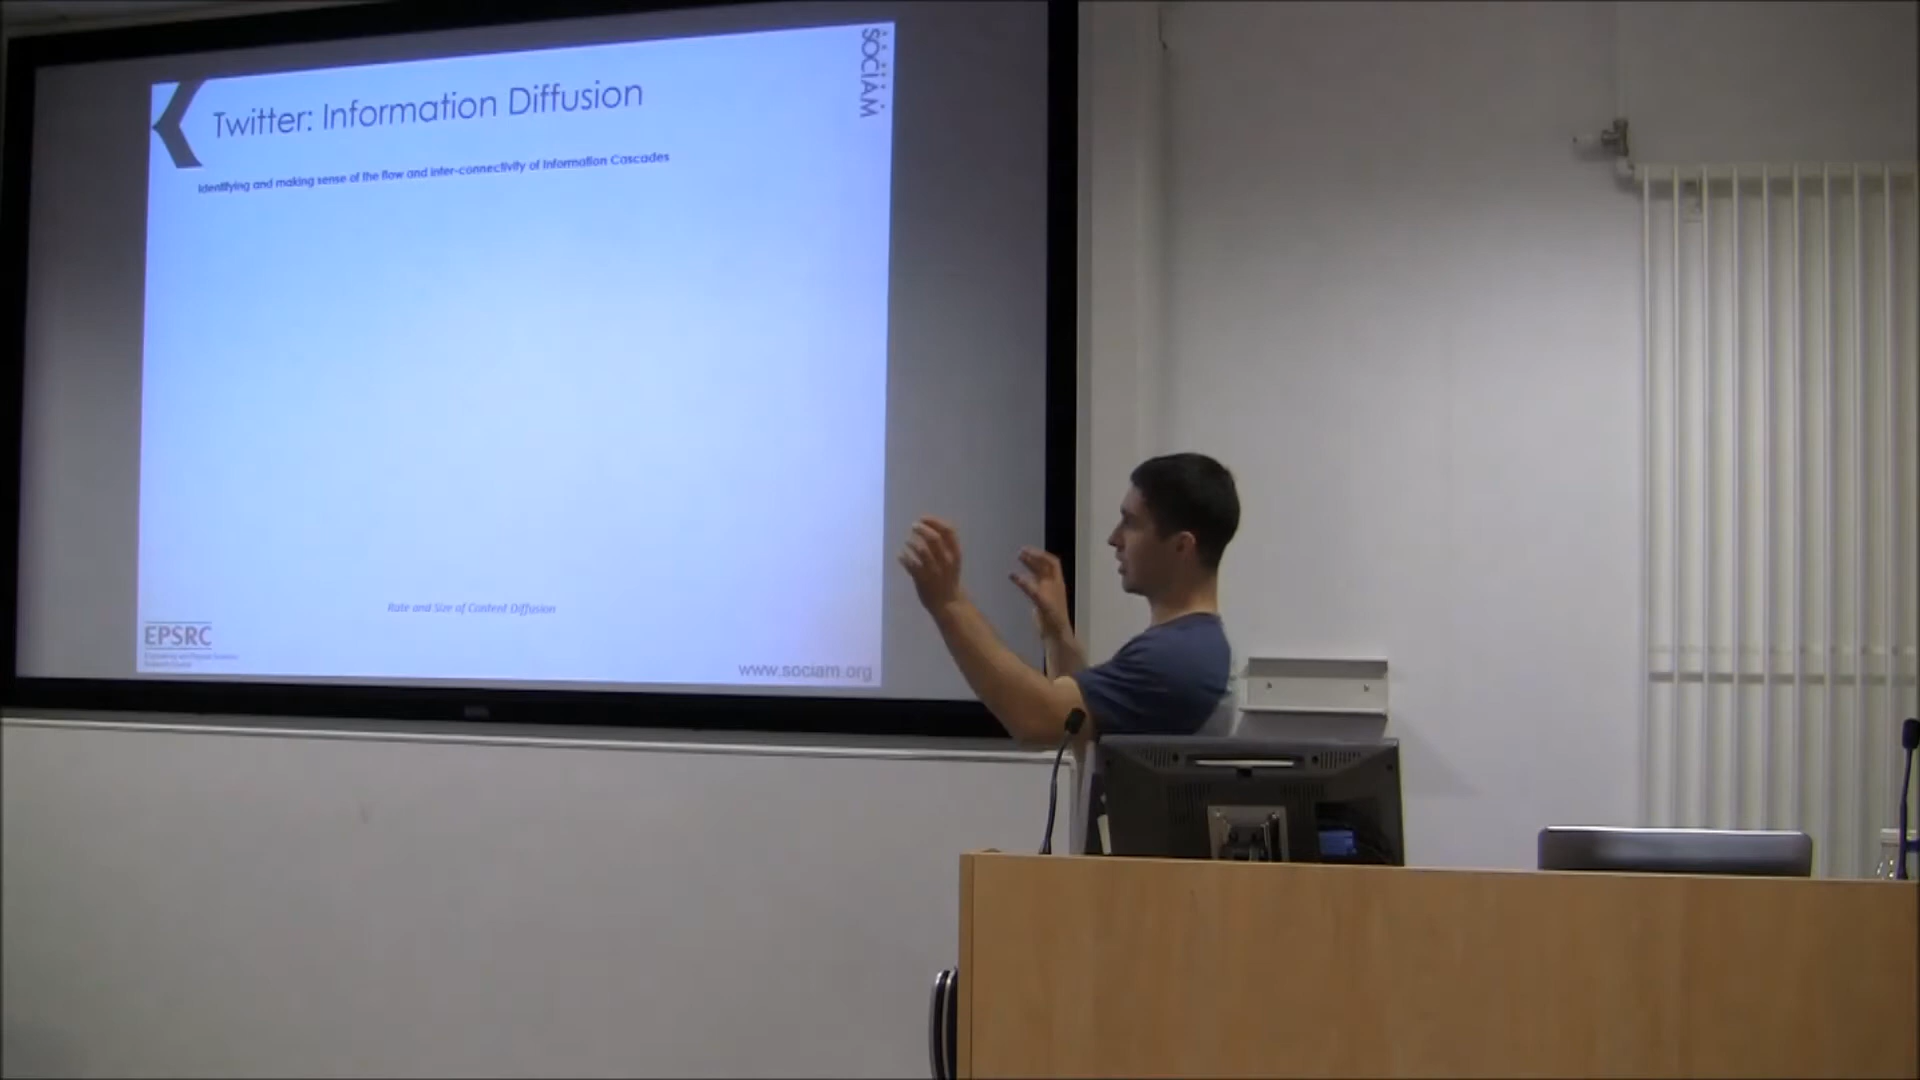 SOCIAM
Twitter: Information Diffusion
Identifying and making sense of the flow and inter-connectivity of Information Cascades
Rate and Size of Content Diffusion
EPSRC
www.sociam.org